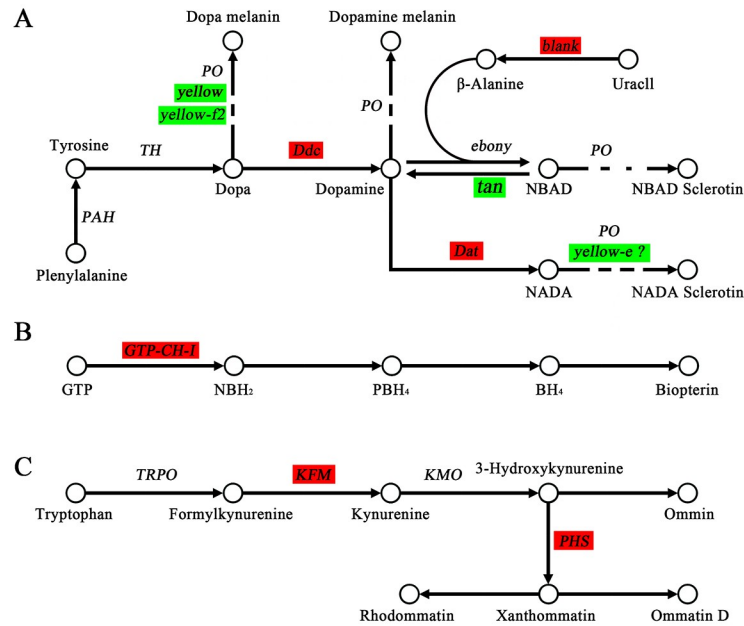 A
Dopa melanin
Dopamine melanin
PO
yellow
yellow-f2
PO
blank
β-Alanine
Uracll
Tyrosine
TH
Ddc
ebony
PO
Dopa
Dopamine
tan
NBAD
NBAD Sclerotin
PAH
PO
Plenylalanine
Dat
yellow-e ?
NADA
NADA Sclerotin
B
GTP-CH-I
GTP
NBH₂
PBH₄
BH₄
Biopterin
C
TRPO
KFM
KMO
3-Hydroxykynurenine
Tryptophan
Formylkynurenine
Kynurenine
Ommin
PHS
Rhodommatin
Xanthommatin
Ommatin D